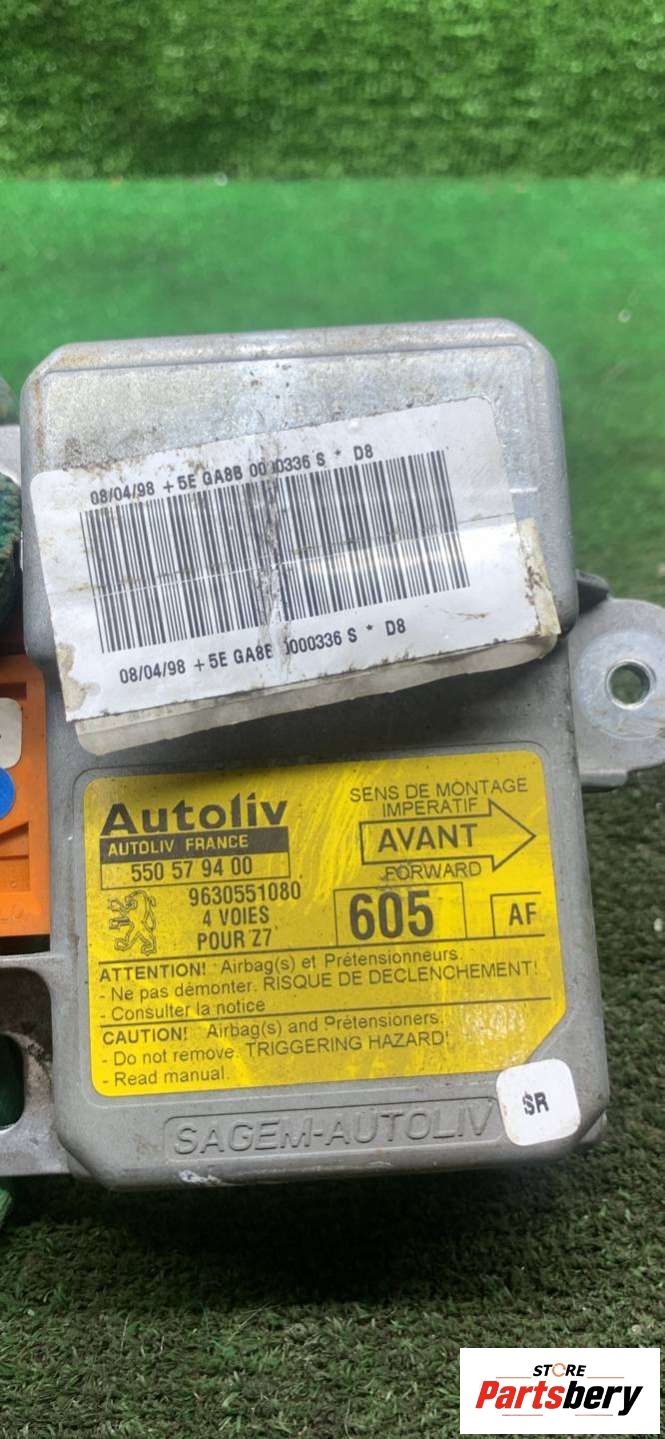 08/04/98 +5E GA8B 0000336 S * D8
08/04/98 +5E GA8B 0000336 S * D8
Autoliv
AUTOLIV FRANCE
550 57 94 00
9630551080
4 VOIES
POUR Z7
SENS DE MONTAGE
IMPERATIF
AVANT
FORWARD
605
AF
ATTENTION! Airbag(s) et Prétensionneurs.
- Ne pas démonter. RISQUE DE DECLENCHEMENT!
- Consulter la notice
CAUTION! Airbag(s) and Prétensioners.
- Do not remove. TRIGGERING HAZARD!
- Read manual.
SAGEM-AUTOLIV
SR
STORE
Partsbery